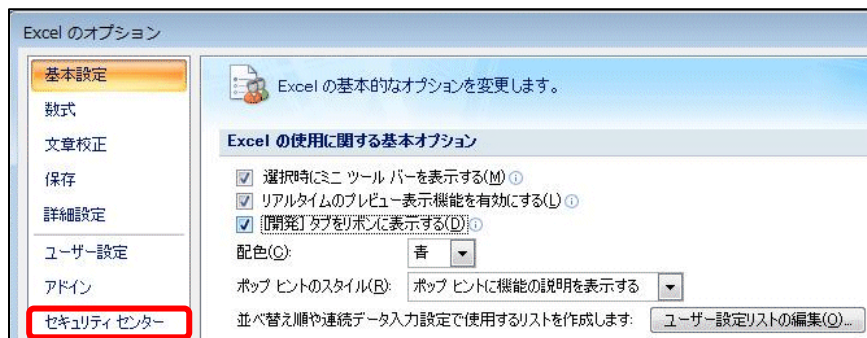 Excel のオプション
基本設定
数式
文章校正
保存
詳細設定
ユーザー設定
アドイン
セキュリティ センター
Excel の基本的なオプションを変更します。
Excel の使用に関する基本オプション
選択時にミニ ツール バーを表示する(M)
リアルタイムのプレビュー表示機能を有効にする(L)
[開発] タブをリボンに表示する(D)
配色(C): 青
ポップ ヒントのスタイル(R): ポップ ヒントに機能の説明を表示する
並べ替え順や連続データ入力設定で使用するリストを作成します: ユーザー設定リストの編集(O)...